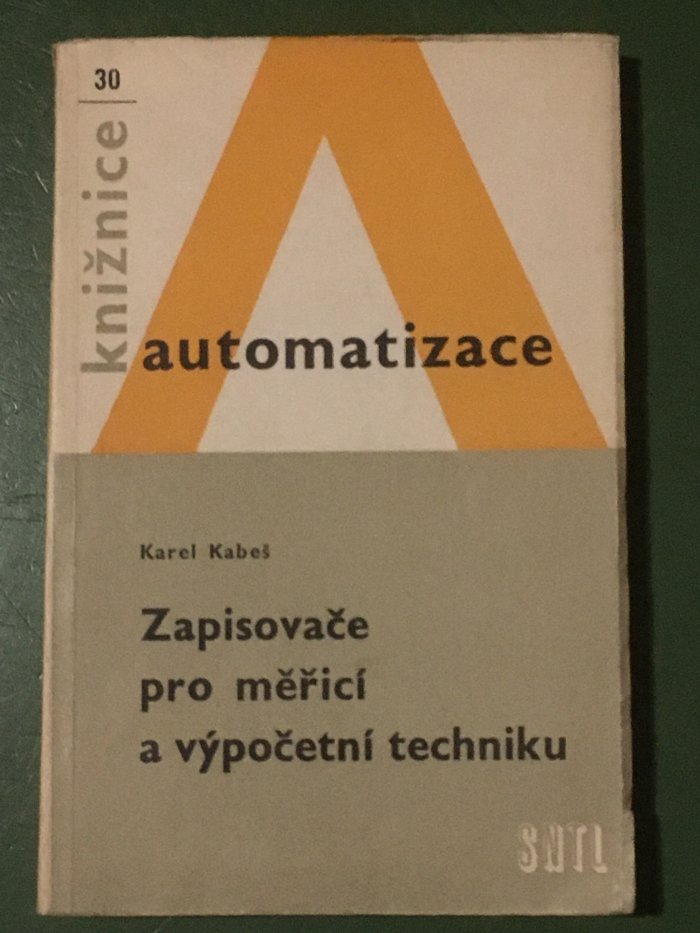 30
knižnice
automatizace
Karel Kabeš
Zapisovače
pro měřicí
a výpočetní techniku
SNTL